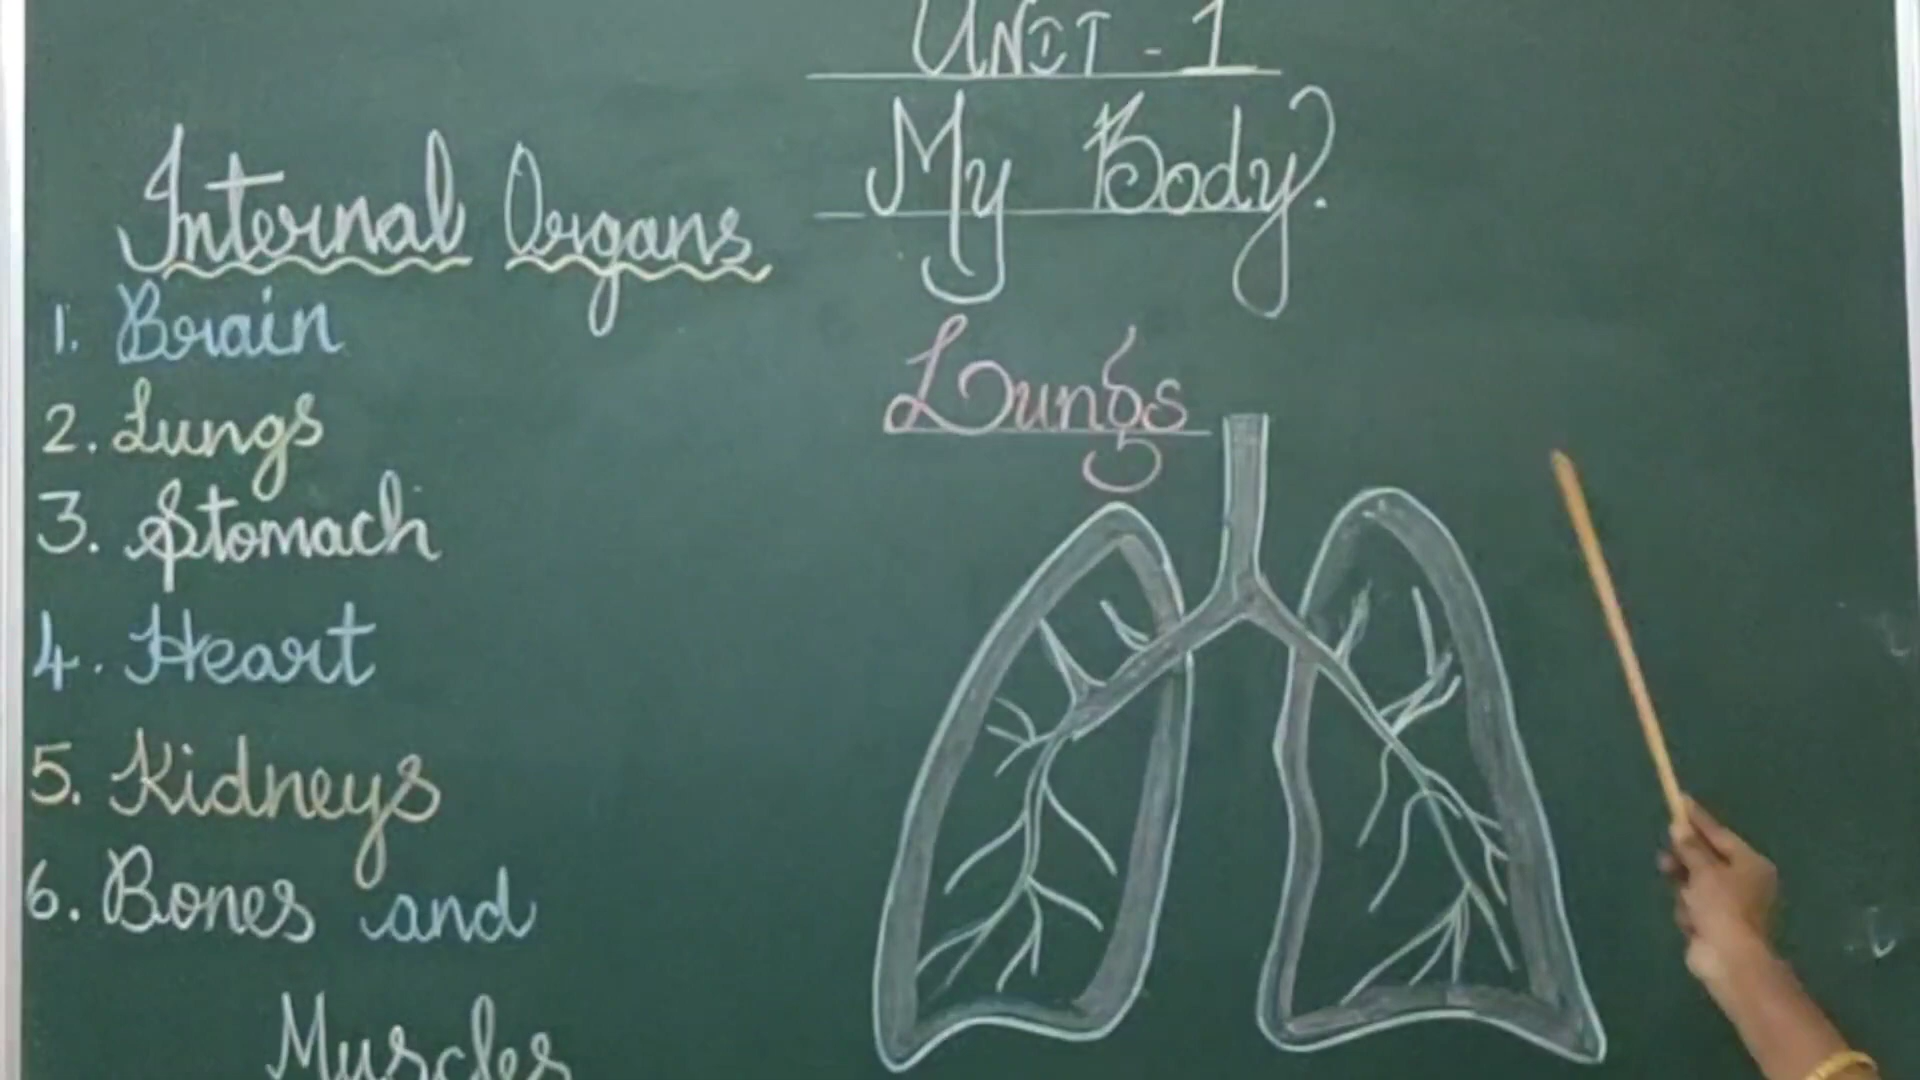 Unit - 1
My Body.
Internal Organs
1. Brain
2. Lungs
3. Stomach
4. Heart
5. Kidneys
6. Bones and
Muscles
Lungs